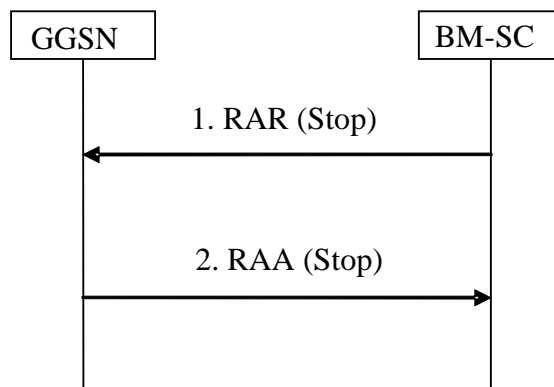 GGSN
BM-SC
1. RAR (Stop)
2. RAA (Stop)